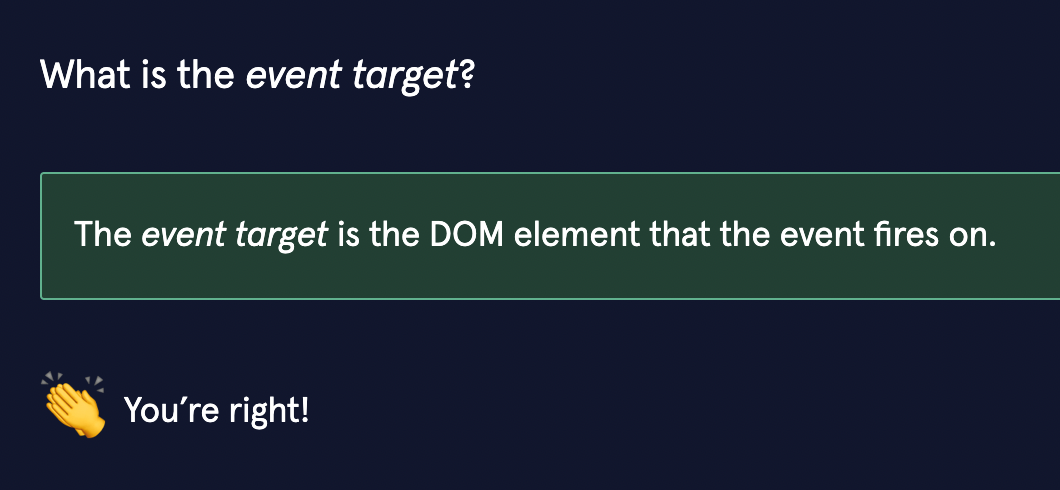 What is the event target?
The event target is the DOM element that the event fires on.
You’re right!